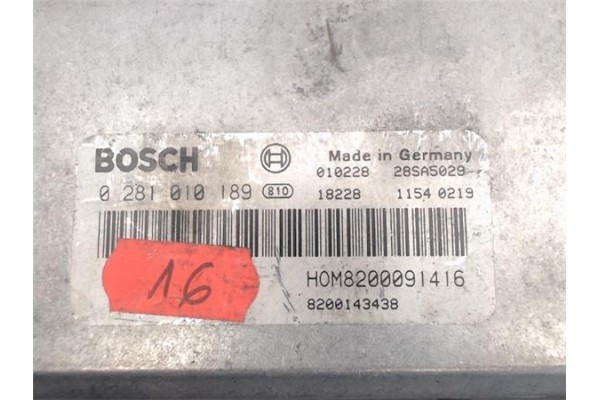 BOSCH
Made in Germany
010228 28SA5029
0 281 010 189 810
18228 1154 0219
16
HOM8200091416
8200143438